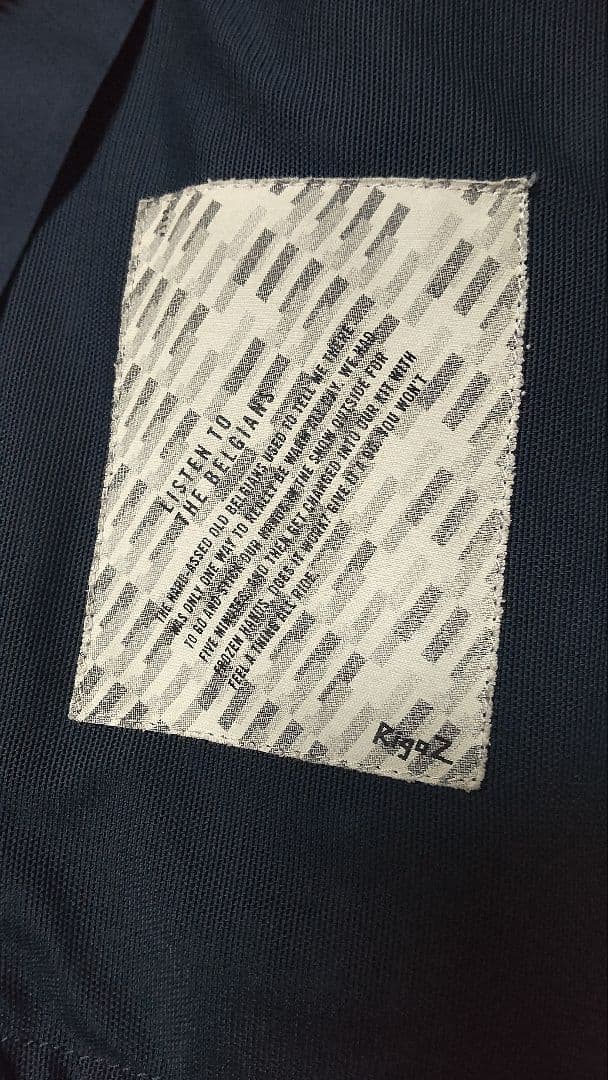 LISTEN TO
THE BELGIANS
THE HARD-ASSED OLD BELGIANS USED TO TELL ME THERE
WAS ONLY ONE WAY TO REALLY BE WARM ALL DAY. WE HAD
TO GO AND STICK OUR HANDS IN THE SNOW OUTSIDE FOR
FIVE MINUTES AND THEN GET CHANGED INTO OUR KIT WITH
FROZEN HANDS. DOES IT WORK? GIVE IT A GO, YOU WON'T
FEEL A THING ALL RIDE.
RigoZ